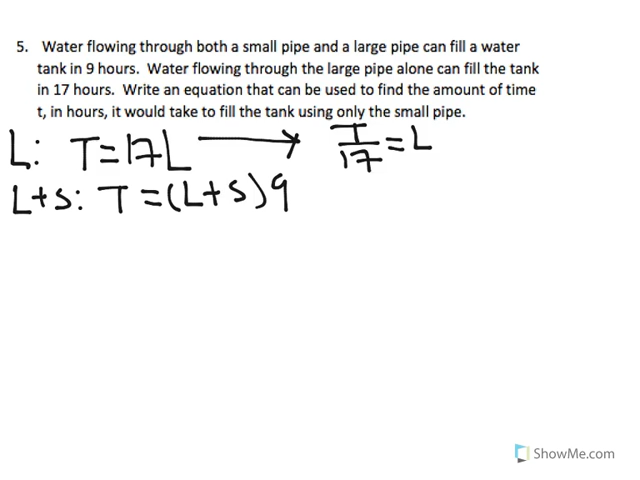 5. Water flowing through both a small pipe and a large pipe can fill a water
tank in 9 hours. Water flowing through the large pipe alone can fill the tank
in 17 hours. Write an equation that can be used to find the amount of time
t, in hours, it would take to fill the tank using only the small pipe.
L: T=17L → T/17=L
L+S: T=(L+S)9
ShowMe.com